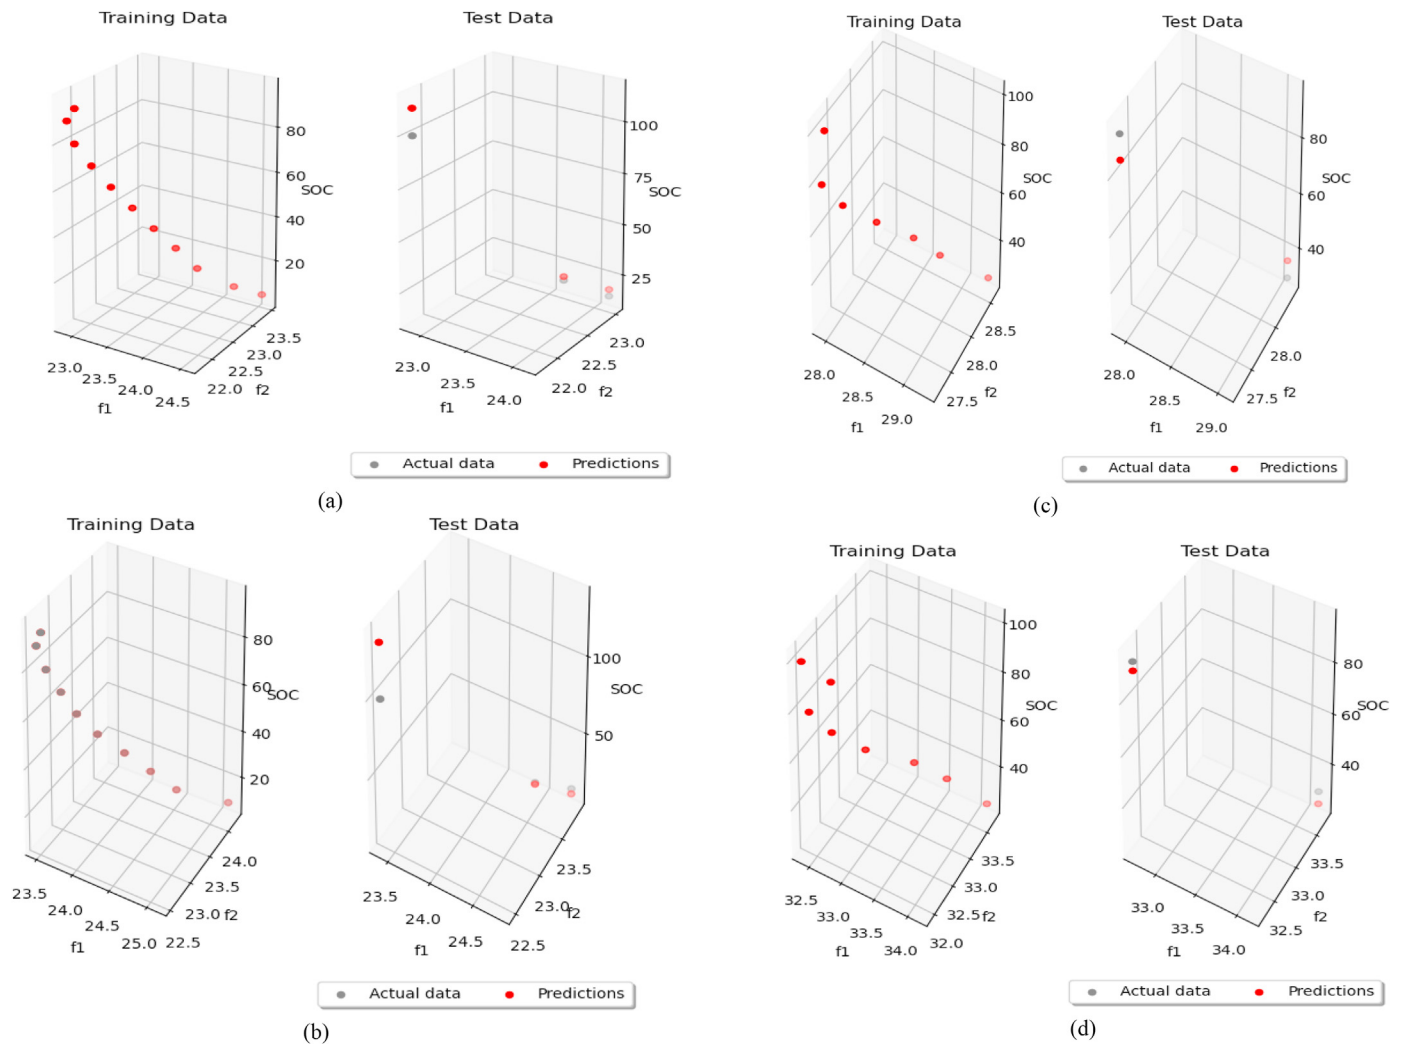 Training Data
Test Data
80
60
SOC
40
20
23.0
23.5
24.0
24.5
f1
22.0
22.5
23.0
23.5
f2
100
75
SOC
50
25
23.0
23.5
24.0
f1
22.0
22.5
23.0
f2
Actual data Predictions
(a)
Training Data
Test Data
100
80
SOC
60
40
28.0
28.5
29.0
f1
27.5
28.0
28.5
f2
80
SOC
60
40
28.0
28.5
29.0
f1
27.5
28.0
f2
Actual data Predictions
(c)
Training Data
Test Data
80
60
SOC
40
20
23.5
24.0
24.5
25.0
f1
22.5
23.0
23.5
24.0
f2
100
SOC
50
23.5
24.0
24.5
f1
22.5
23.0
23.5
f2
Actual data Predictions
(b)
Training Data
Test Data
100
80
SOC
60
40
32.5
33.0
33.5
34.0
f1
32.0
32.5
33.0
33.5
f2
80
SOC
60
40
33.0
33.5
34.0
f1
32.5
33.0
33.5
f2
Actual data Predictions
(d)